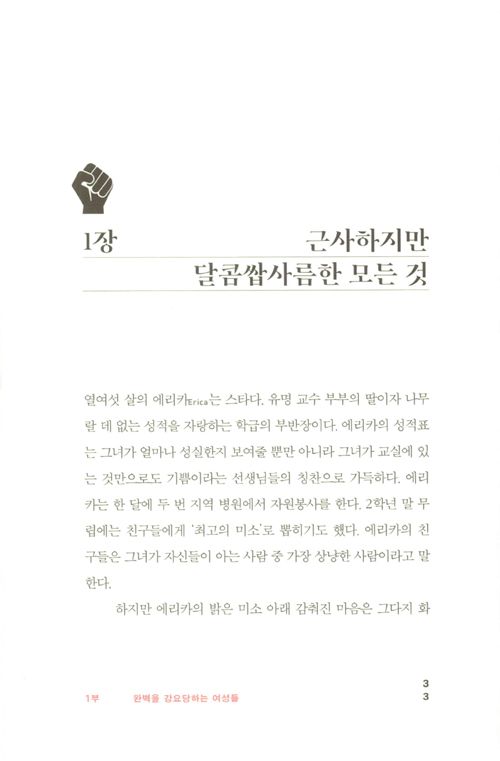 1장 근사하지만
달콤쌉사름한 모든 것
열여섯 살의 에리카Erica는 스타다. 유명 교수 부부의 딸이자 나무
랄 데 없는 성적을 자랑하는 학급의 부반장이다. 에리카의 성적표
는 그녀가 얼마나 성실한지 보여줄 뿐만 아니라 그녀가 교실에 있
는 것만으로도 기쁨이라는 선생님들의 칭찬으로 가득하다. 에리
카는 한 달에 두 번 지역 병원에서 자원봉사를 한다. 2학년 말 무
렵에는 친구들에게 ‘최고의 미소’로 뽑히기도 했다. 에리카의 친
구들은 그녀가 자신들이 아는 사람 중 가장 상냥한 사람이라고 말
한다.
하지만 에리카의 밝은 미소 아래 감춰진 마음은 그다지 화
1부 완벽을 강요당하는 여성들
3
3